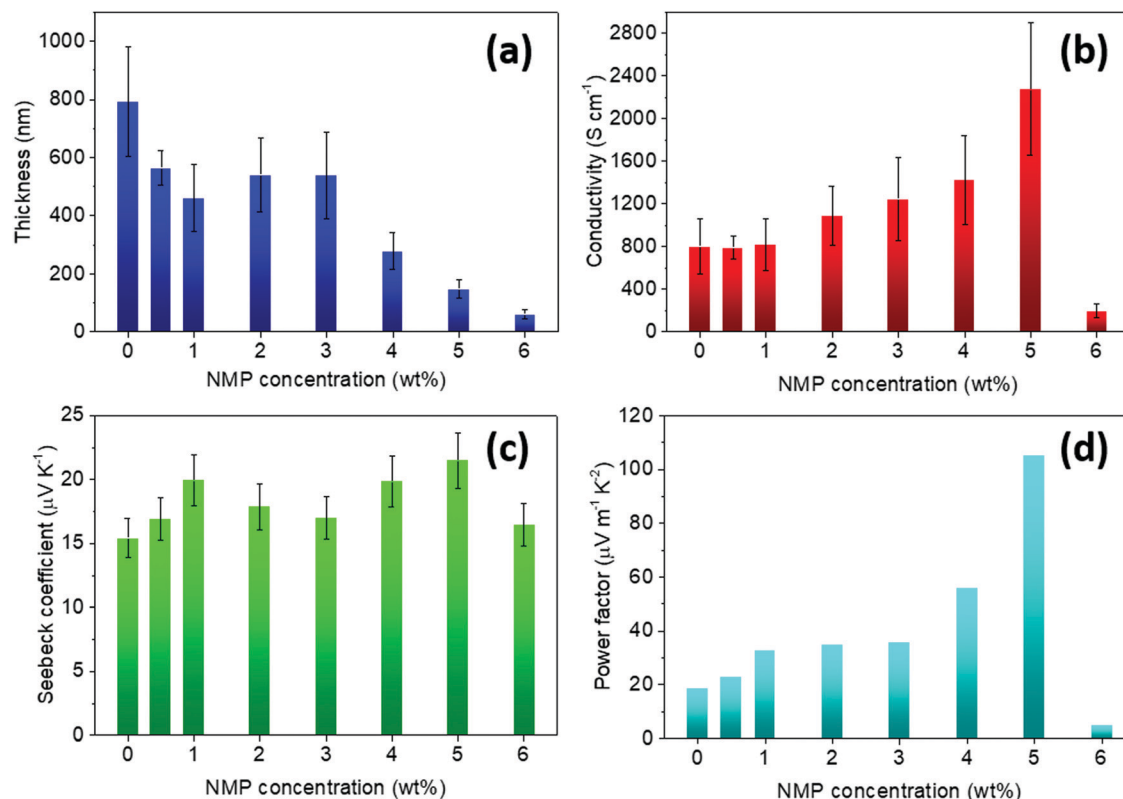 (a)
Thickness (nm)
1000
800
600
400
200
0
0 1 2 3 4 5 6
NMP concentration (wt%)
(b)
Conductivity (S cm⁻¹)
2800
2400
2000
1600
1200
800
400
0
0 1 2 3 4 5 6
NMP concentration (wt%)
(c)
Seebeck coefficient (μV K⁻¹)
25
20
15
10
5
0
0 1 2 3 4 5 6
NMP concentration (wt%)
(d)
Power factor (μV m⁻¹ K⁻²)
120
100
80
60
40
20
0
0 1 2 3 4 5 6
NMP concentration (wt%)